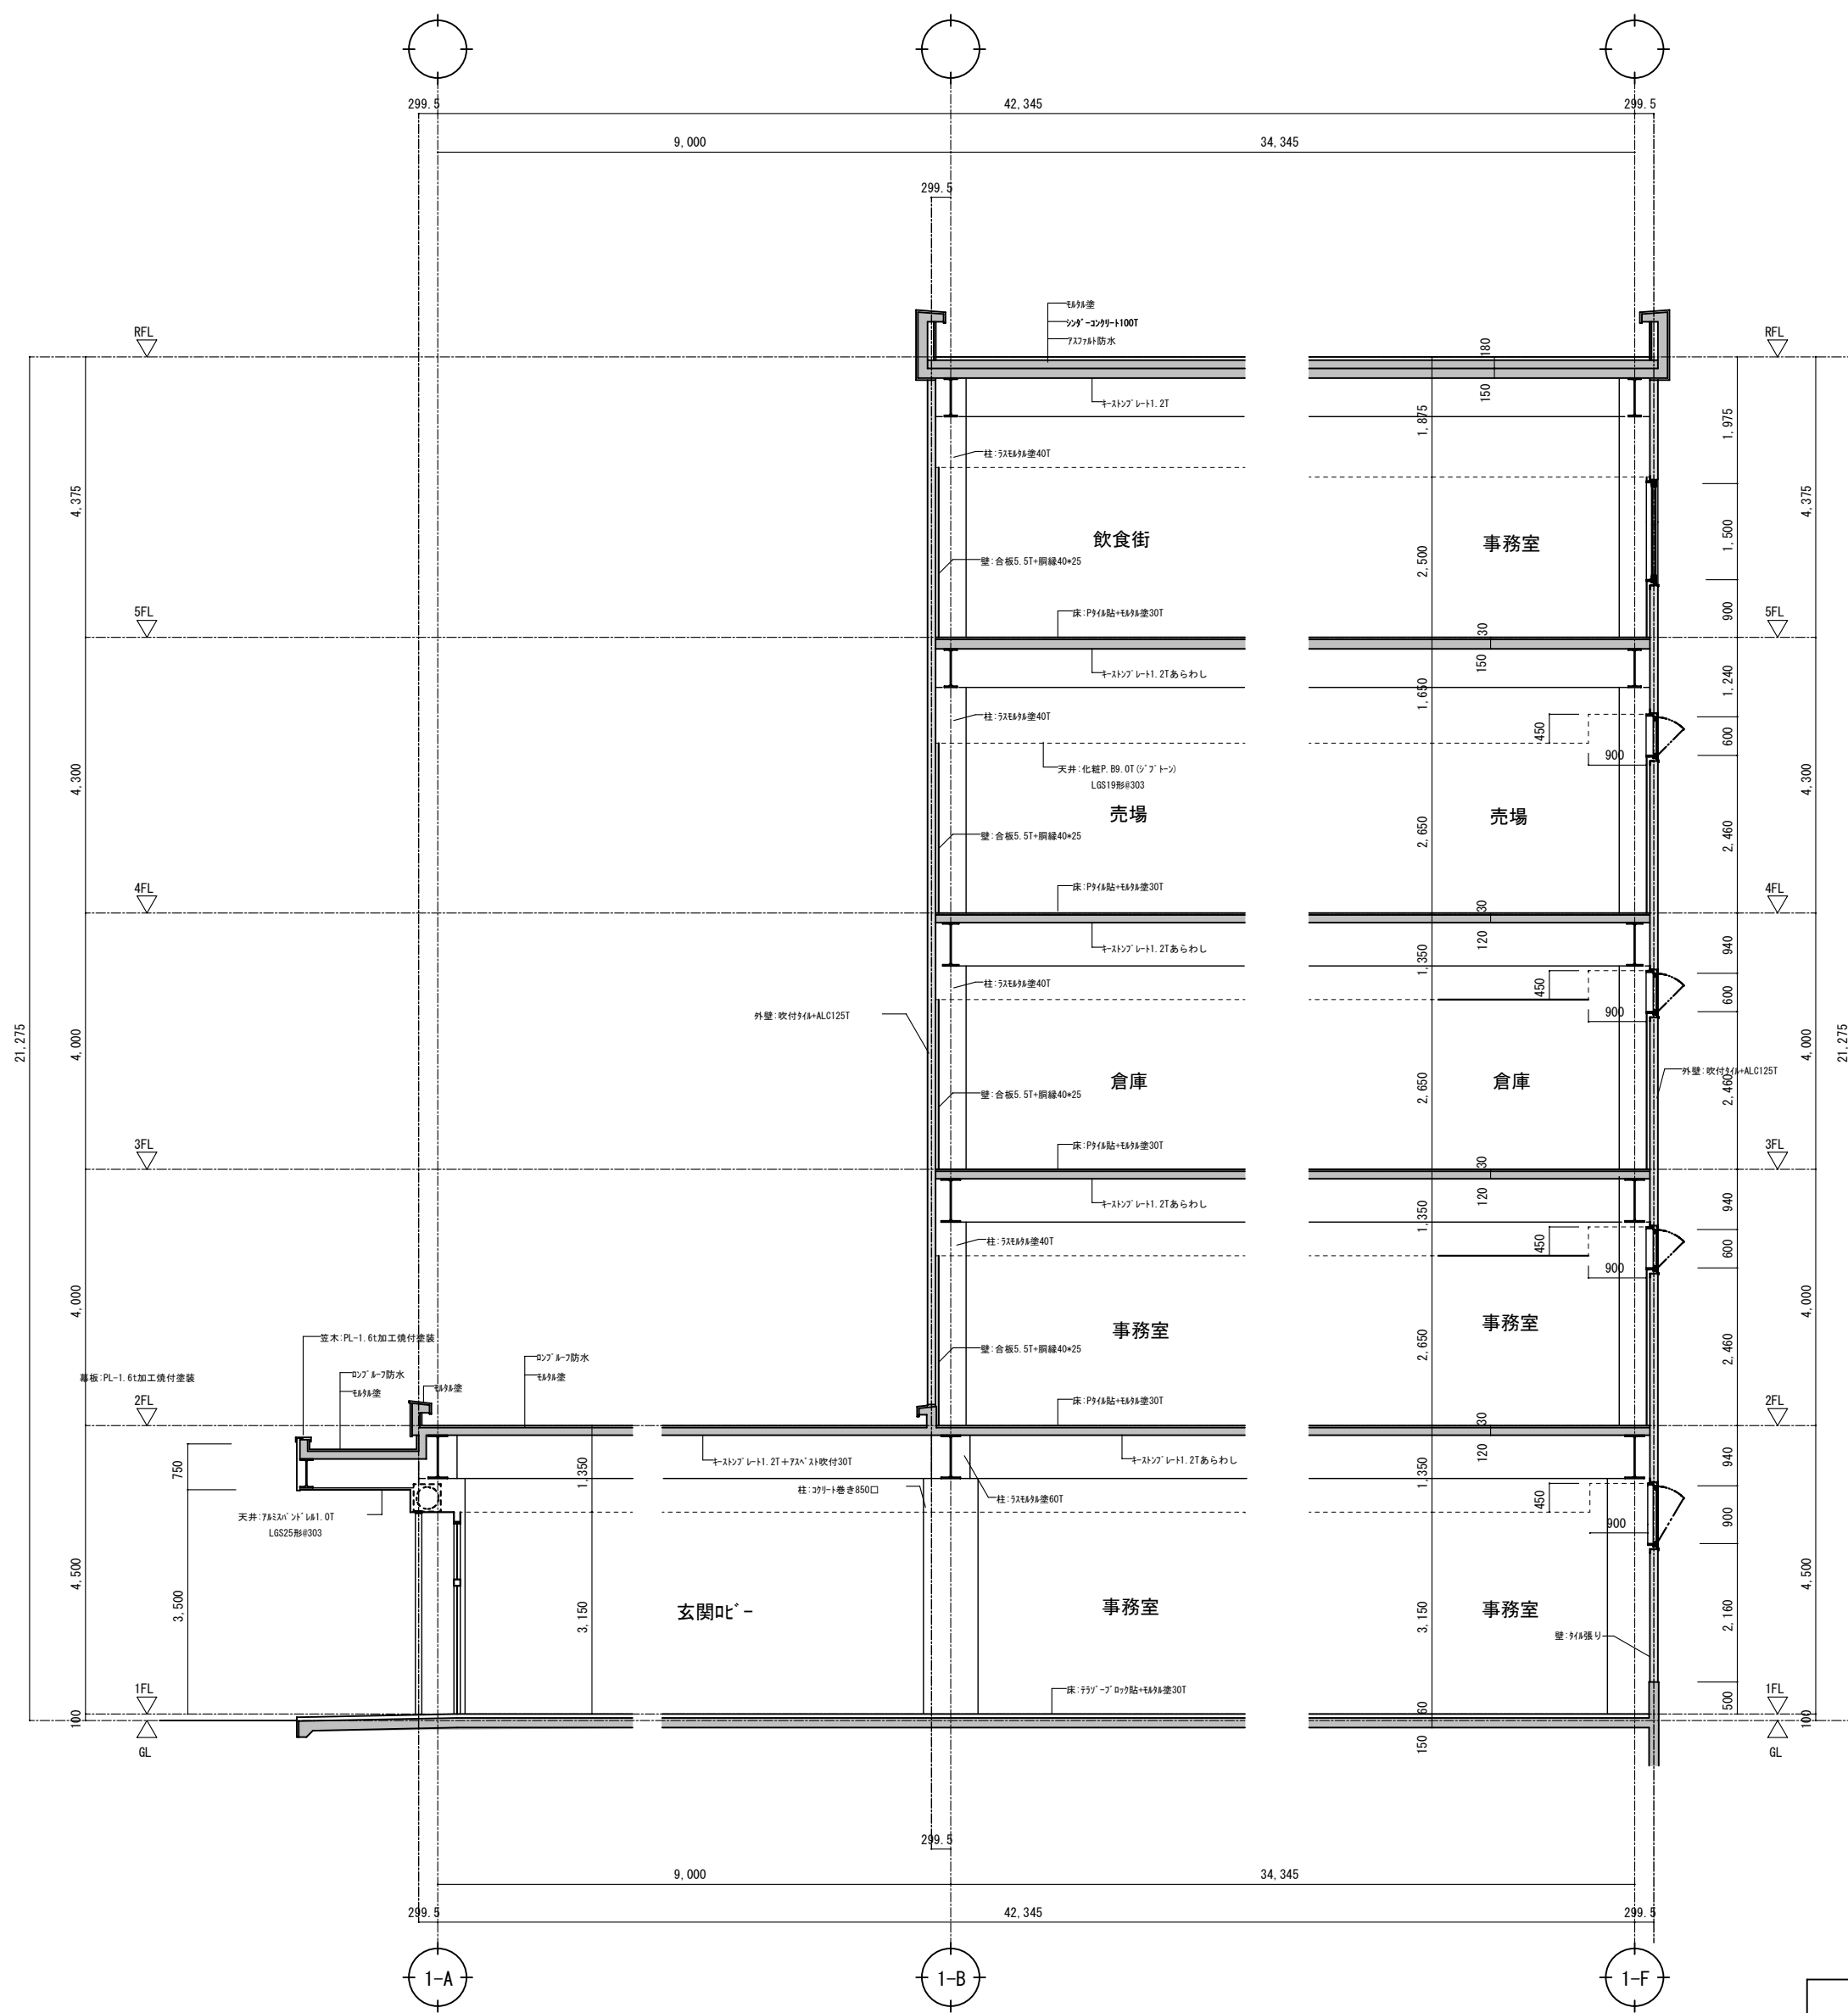 299.5 42,345 299.5
9,000 34,345
299.5
モルタル塗
シンダーコンクリート100T
アスファルト防水
RFL RFL
180
150
キーストンプレート1.2T
1,875
1,975
柱:ラスモルタル塗40T
4,375 4,375
飲食街 事務室
2,500
1,500
壁:合板5.5T+胴縁40*25
900
床:Pタイル貼+モルタル塗30T
5FL 5FL
30
150
キーストンプレート1.2Tあらわし
1,650
1,240
柱:ラスモルタル塗40T
450
600
900
天井:化粧P.B9.0T(ジプトーン)
LGS19形@303
4,300 4,300
売場 売場
2,650
2,460
壁:合板5.5T+胴縁40*25
床:Pタイル貼+モルタル塗30T
4FL 4FL
30
120
キーストンプレート1.2Tあらわし
1,350
940
柱:ラスモルタル塗40T
450
600
900
外壁:吹付タイル+ALC125T
21,275 21,275
4,000 4,000
倉庫 倉庫
外壁:吹付タイル+ALC125T
2,650
2,460
壁:合板5.5T+胴縁40*25
床:Pタイル貼+モルタル塗30T
3FL 3FL
30
120
キーストンプレート1.2Tあらわし
1,350
940
柱:ラスモルタル塗40T
450
600
900
4,000 4,000
事務室 事務室
笠木:PL-1.6t加工焼付塗装
2,650
2,460
壁:合板5.5T+胴縁40*25
ロンプルーフ防水
モルタル塗
幕板:PL-1.6t加工焼付塗装
ロンプルーフ防水
モルタル塗
モルタル塗
床:Pタイル貼+モルタル塗30T
2FL 2FL
30
120
750
1,350
キーストンプレート1.2T+アスベスト吹付30T
キーストンプレート1.2Tあらわし
1,350
940
柱:コクリート巻き850口
柱:ラスモルタル塗60T
450
900
900
天井:アルミスパンドレル1.0T
LGS25形@303
4,500 4,500
3,500
3,150
玄関ロビー 事務室 事務室
3,150
2,160
壁:タイル張り
床:テラゾーブロック貼+モルタル塗30T
1FL 1FL
60
500
100 100
150
GL GL
299.5
9,000 34,345
299.5 42,345 299.5
1-A 1-B 1-F